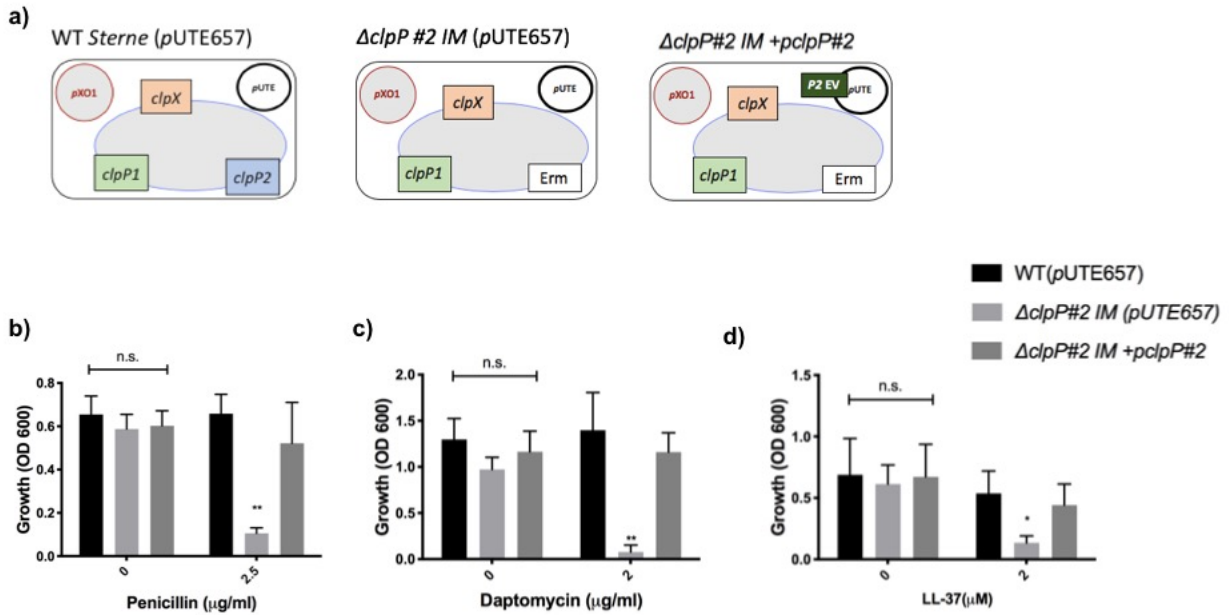 a)
WT Sterne (pUTE657)
ΔclpP #2 IM (pUTE657)
ΔclpP#2 IM +pclpP#2
pXO1
clpX
pUTE
clpP1
clpP2
pXO1
clpX
pUTE
clpP1
Erm
pXO1
clpX
P2 EV
pUTE
clpP1
Erm
WT(pUTE657)
ΔclpP#2 IM (pUTE657)
ΔclpP#2 IM +pclpP#2
b)
n.s.
Growth (OD 600)
0.8
0.6
0.4
0.2
0.0
**
0
2.5
Penicillin (μg/ml)
c)
n.s.
Growth (OD 600)
2.0
1.5
1.0
0.5
0.0
**
0
2
Daptomycin (μg/ml)
d)
n.s.
Growth (OD 600)
1.5
1.0
0.5
0.0
*
0
2
LL-37(μM)